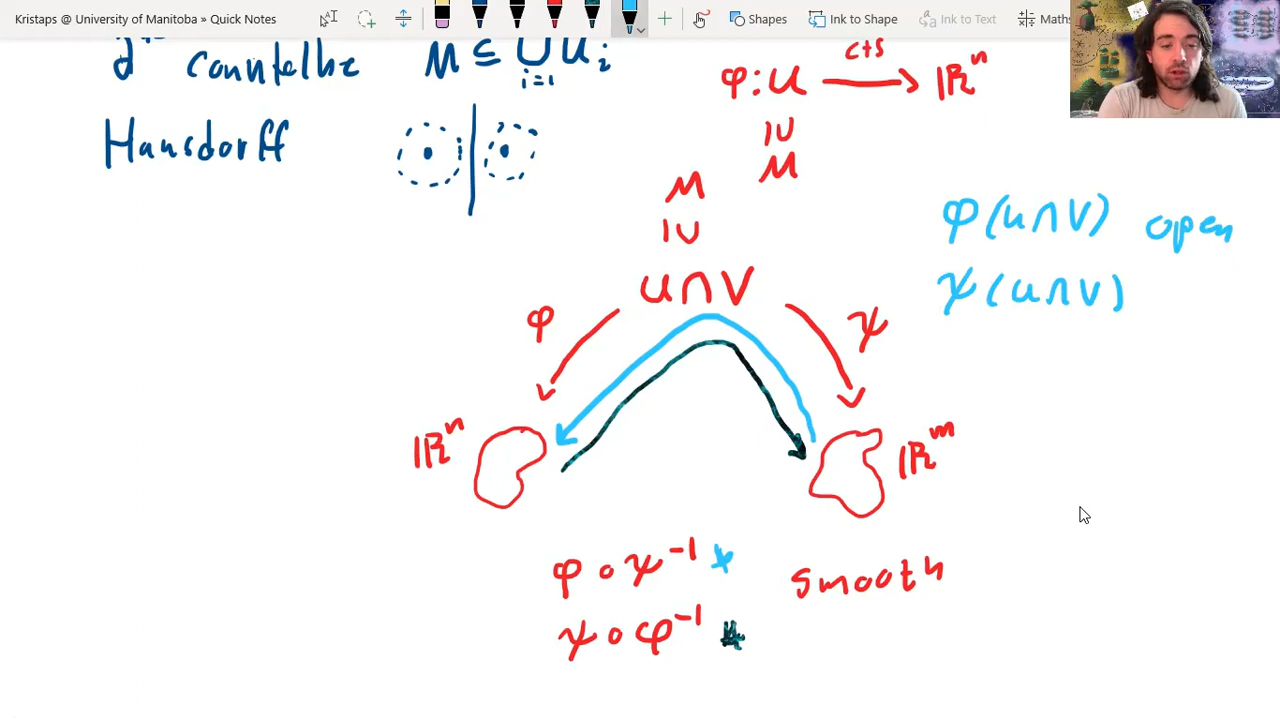 Kristaps @ University of Manitoba » Quick Notes
Shapes
Ink to Shape
Ink to Text
Maths
M ⊆ ⋃ᵢ₌₁ Uᵢ
cts
φ : U → ℝⁿ
⊆
M
Hausdorff
M
⊆
U∩V
φ(U∩V) open
ψ(U∩V)
φ
ψ
ℝⁿ
ℝᵐ
φ ∘ ψ⁻¹ *
smooth
ψ ∘ φ⁻¹ *